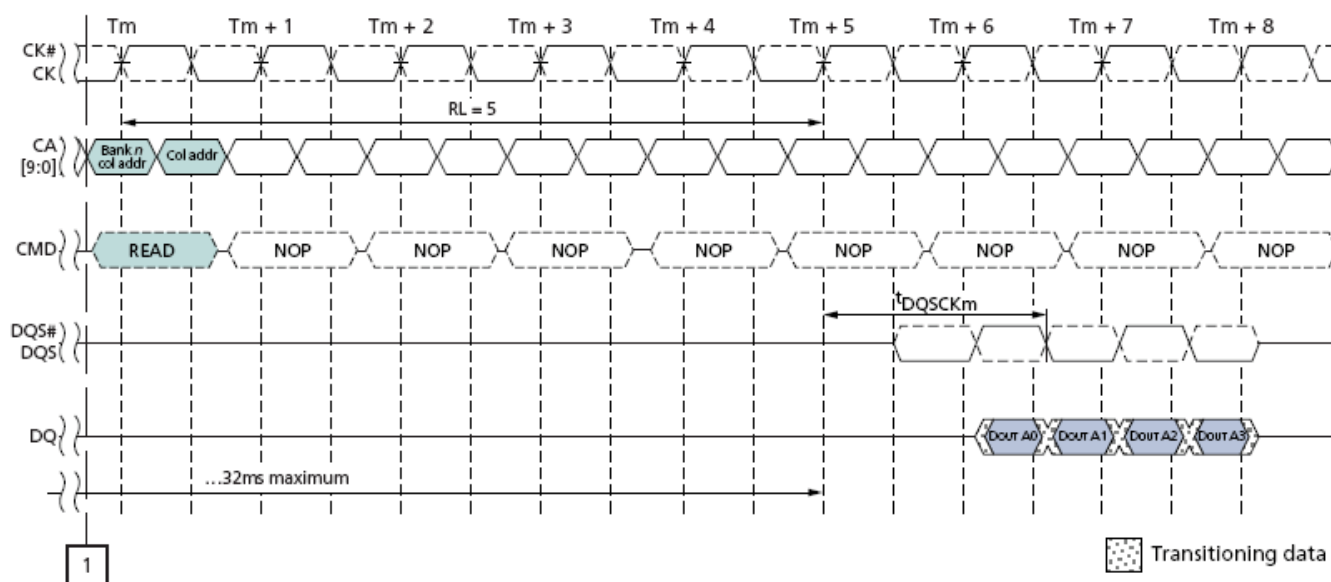 Tm Tm + 1 Tm + 2 Tm + 3 Tm + 4 Tm + 5 Tm + 6 Tm + 7 Tm + 8
CK#
CK
RL = 5
CA
[9:0]
Bank n
col addr
Col addr
CMD
READ NOP NOP NOP NOP NOP NOP NOP NOP
tDQSCKm
DQS#
DQS
DQ
DOUT A0 DOUT A1 DOUT A2 DOUT A3
...32ms maximum
1
Transitioning data